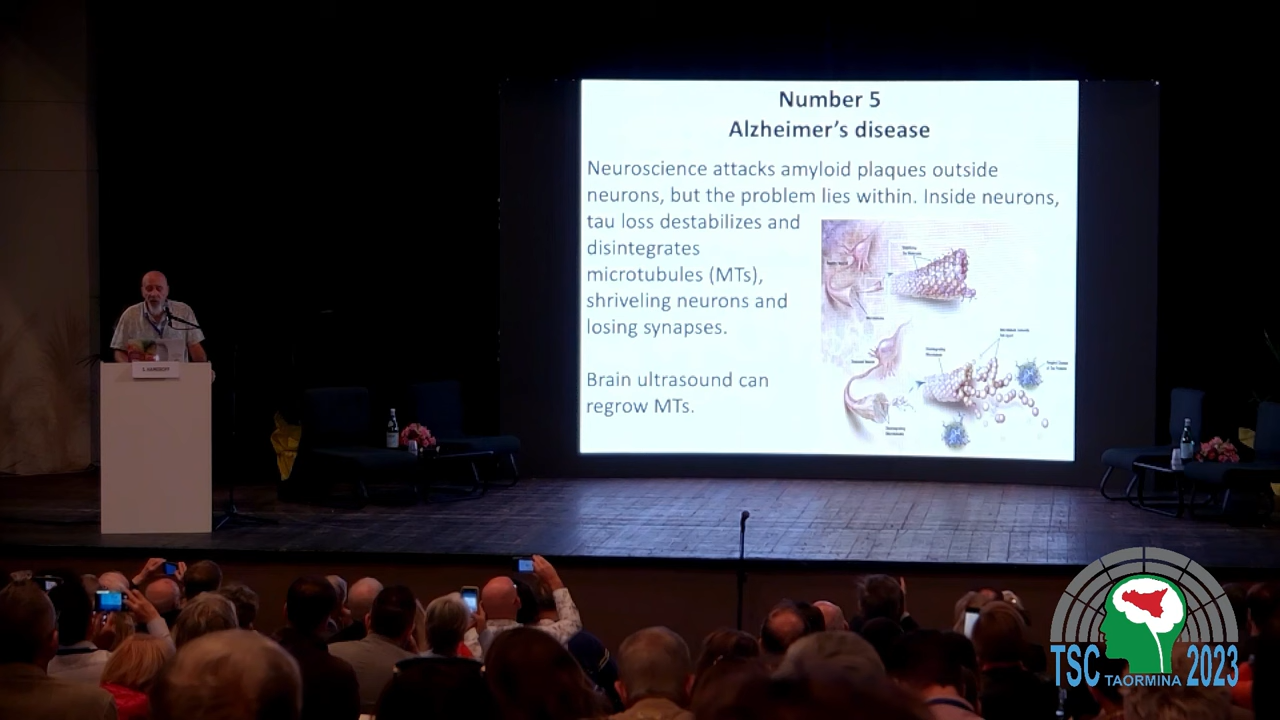 Number 5
Alzheimer's disease
Neuroscience attacks amyloid plaques outside
neurons, but the problem lies within. Inside neurons,
tau loss destabilizes and
disintegrates
microtubules (MTs),
shriveling neurons and
losing synapses.
Brain ultrasound can
regrow MTs.
S. HAMEROFF
TSC TAORMINA 2023